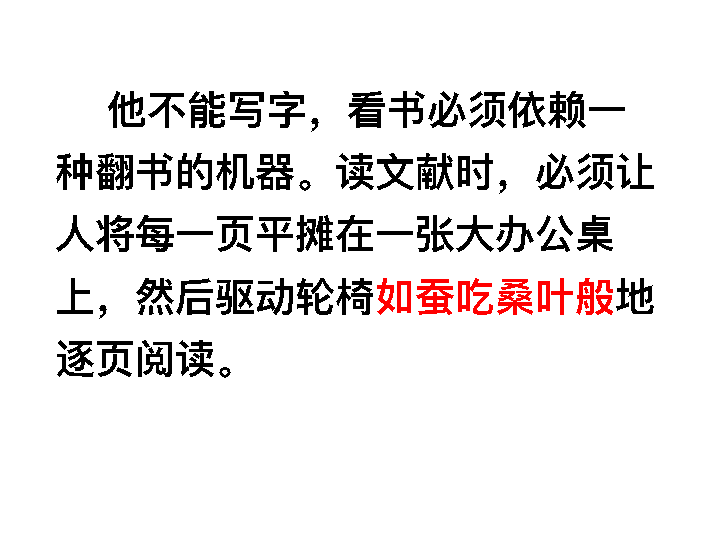 他不能写字，看书必须依赖一
种翻书的机器。读文献时，必须让
人将每一页平摊在一张大办公桌
上，然后驱动轮椅如蚕吃桑叶般地
逐页阅读。